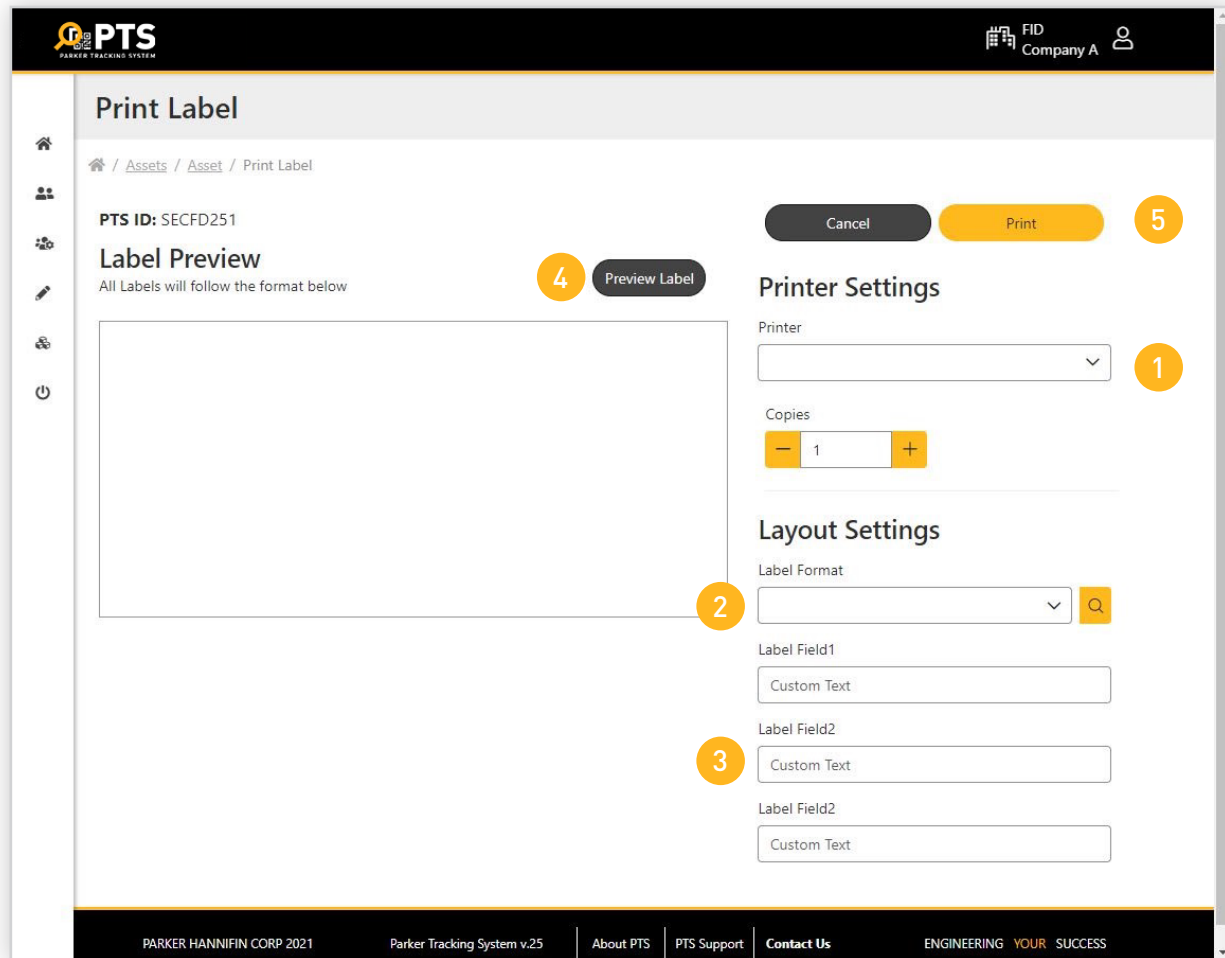 PTS
PARKER TRACKING SYSTEM
FID
Company A
Print Label
/ Assets / Asset / Print Label
PTS ID: SECFD251
Cancel
Print
5
Label Preview
All Labels will follow the format below
4
Preview Label
Printer Settings
Printer
1
Copies
1
Layout Settings
Label Format
2
Label Field1
Custom Text
Label Field2
3
Custom Text
Label Field2
Custom Text
PARKER HANNIFIN CORP 2021
Parker Tracking System v.25
About PTS
PTS Support
Contact Us
ENGINEERING YOUR SUCCESS